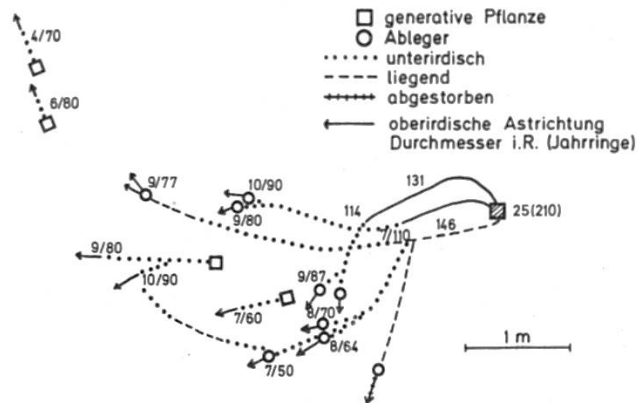 4/70
6/80
generative Pflanze
Ableger
unterirdisch
liegend
abgestorben
oberirdische Astrichtung
Durchmesser i.R. (Jahrringe)
9/77
10/90
9/80
131
114
110
146
25(210)
9/80
10/90
7/60
9/87
8/70
8/64
7/50
1 m